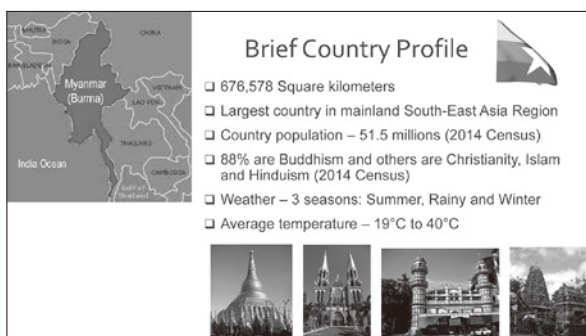 Brief Country Profile
❑ 676,578 Square kilometers
❑ Largest country in mainland South-East Asia Region
❑ Country population – 51.5 millions (2014 Census)
❑ 88% are Buddhism and others are Christianity, Islam
and Hinduism (2014 Census)
❑ Weather – 3 seasons: Summer, Rainy and Winter
❑ Average temperature – 19°C to 40°C
BHUTAN
INDIA
CHINA
BANGLADESH
Myanmar
(Burma)
VIETNAM
LAO PDR
THAILAND
India Ocean
CAMBODIA
Gulf of
Thailand